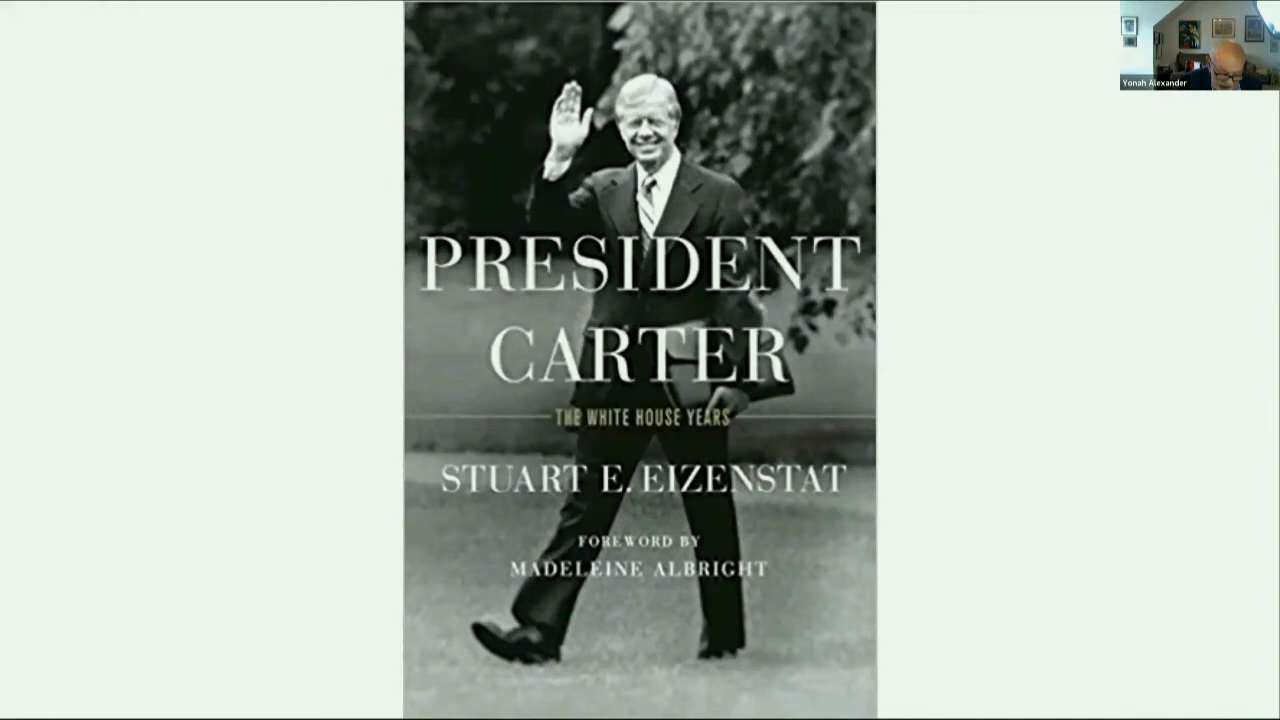 PRESIDENT
CARTER
THE WHITE HOUSE YEARS
STUART E. EIZENSTAT
FOREWORD BY
MADELEINE ALBRIGHT
Yonah Alexander